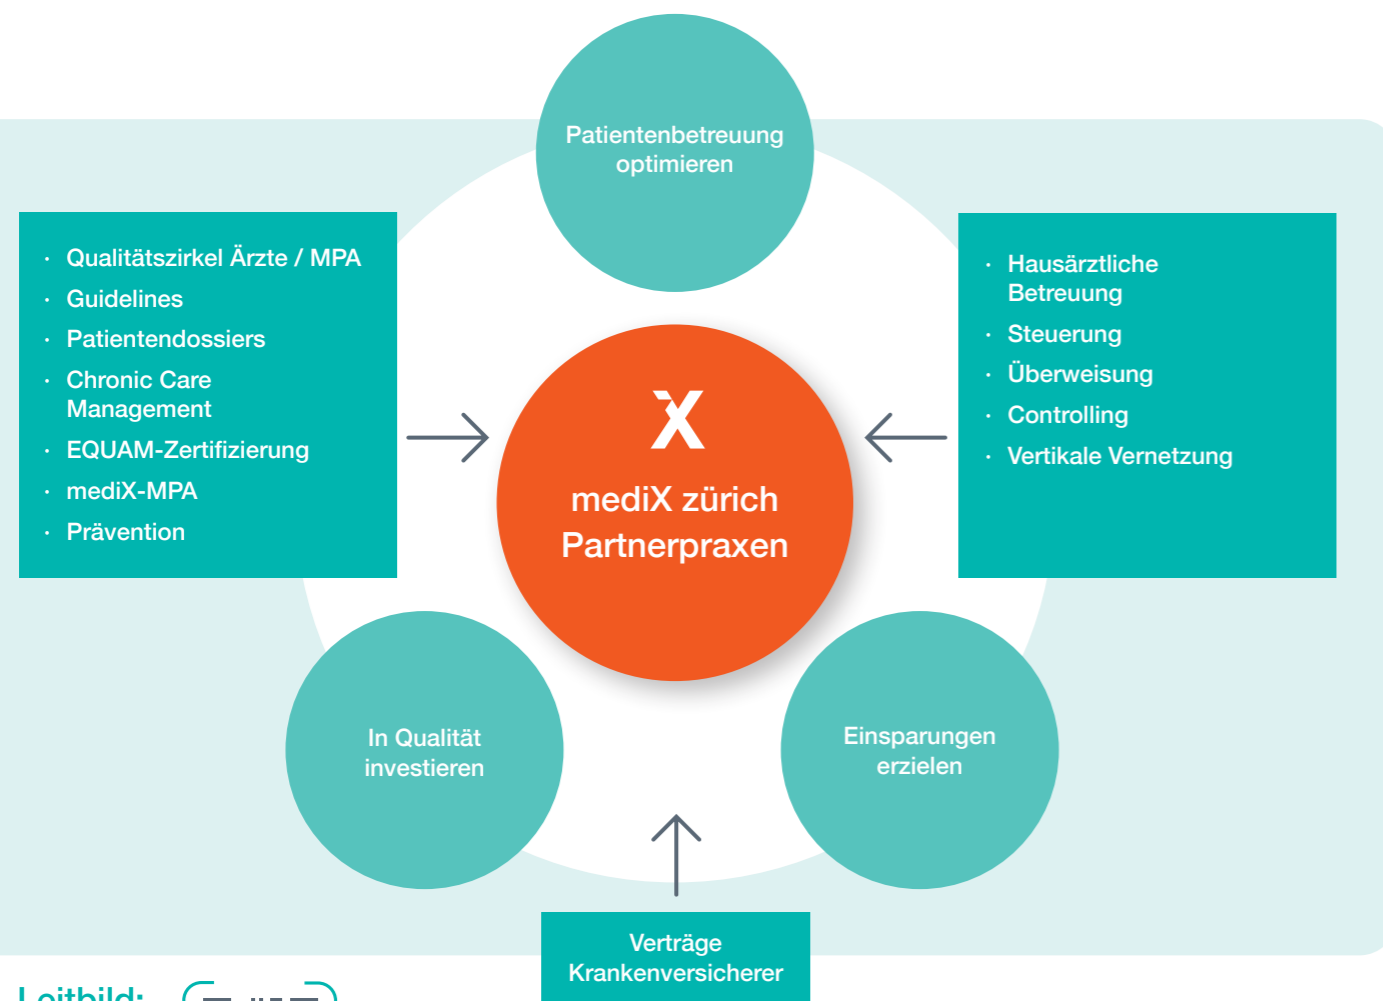 Patientenbetreuung
optimieren
· Qualitätszirkel Ärzte / MPA
· Guidelines
· Patientendossiers
· Chronic Care
Management
· EQUAM-Zertifizierung
· mediX-MPA
· Prävention
X
mediX zürich
Partnerpraxen
· Hausärztliche
Betreuung
· Steuerung
· Überweisung
· Controlling
· Vertikale Vernetzung
In Qualität
investieren
Einsparungen
erzielen
Verträge
Krankenversicherer
Leitbild: